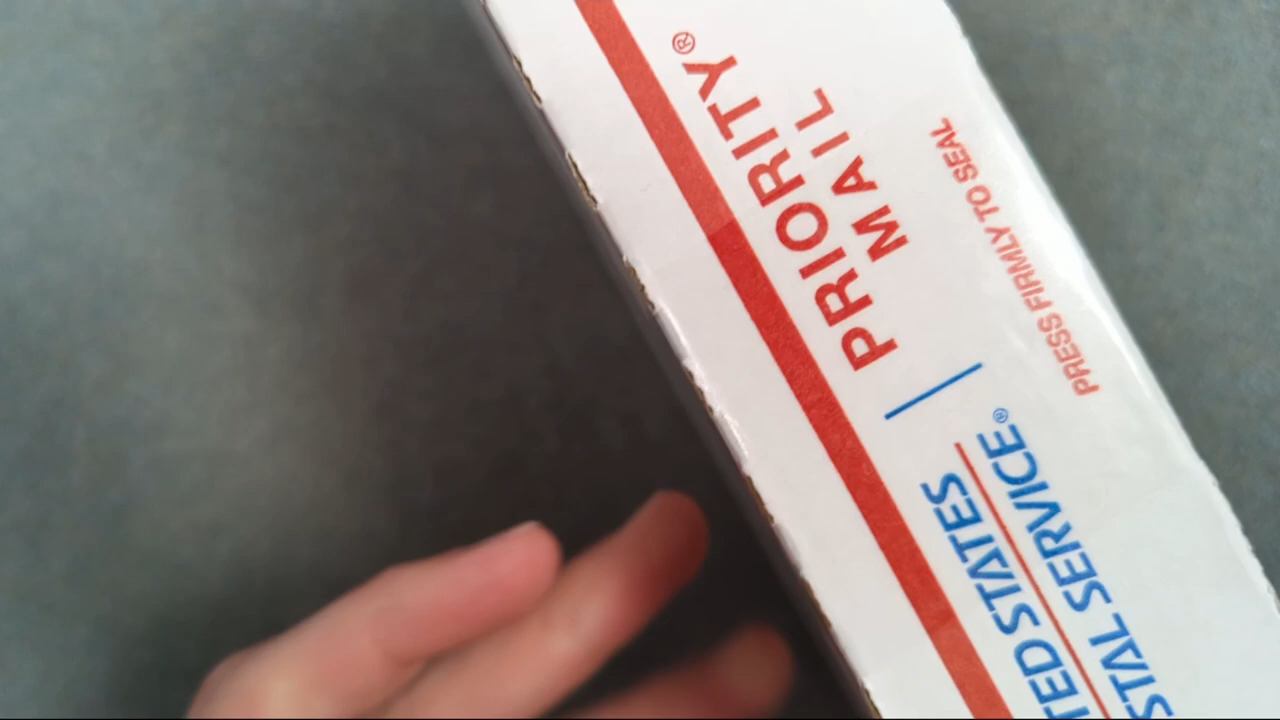 TED STATES
STAL SERVICE®
PRIORITY®
MAIL
PRESS FIRMLY TO SEAL